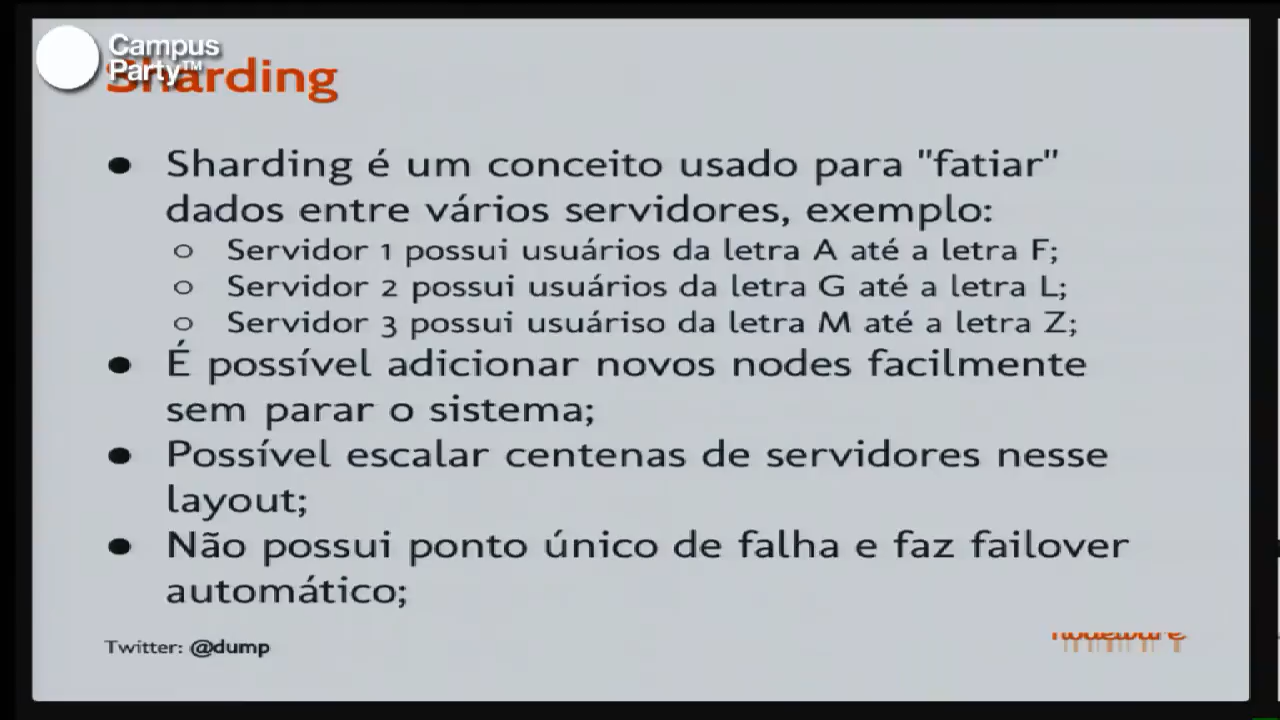 Campus
Party™
Sharding
● Sharding é um conceito usado para "fatiar"
dados entre vários servidores, exemplo:
○ Servidor 1 possui usuários da letra A até a letra F;
○ Servidor 2 possui usuários da letra G até a letra L;
○ Servidor 3 possui usuáriso da letra M até a letra Z;
● É possível adicionar novos nodes facilmente
sem parar o sistema;
● Possível escalar centenas de servidores nesse
layout;
● Não possui ponto único de falha e faz failover
automático;
Twitter: @dump